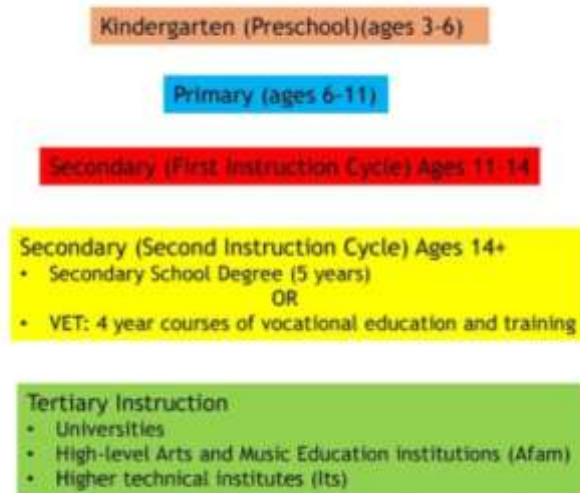 Kindergarten (Preschool)(ages 3-6)
Primary (ages 6-11)
Secondary (First Instruction Cycle) Ages 11-14
Secondary (Second Instruction Cycle) Ages 14+
• Secondary School Degree (5 years)
OR
• VET: 4 year courses of vocational education and training
Tertiary Instruction
• Universities
• High-level Arts and Music Education institutions (Afam)
• Higher technical institutes (Its)